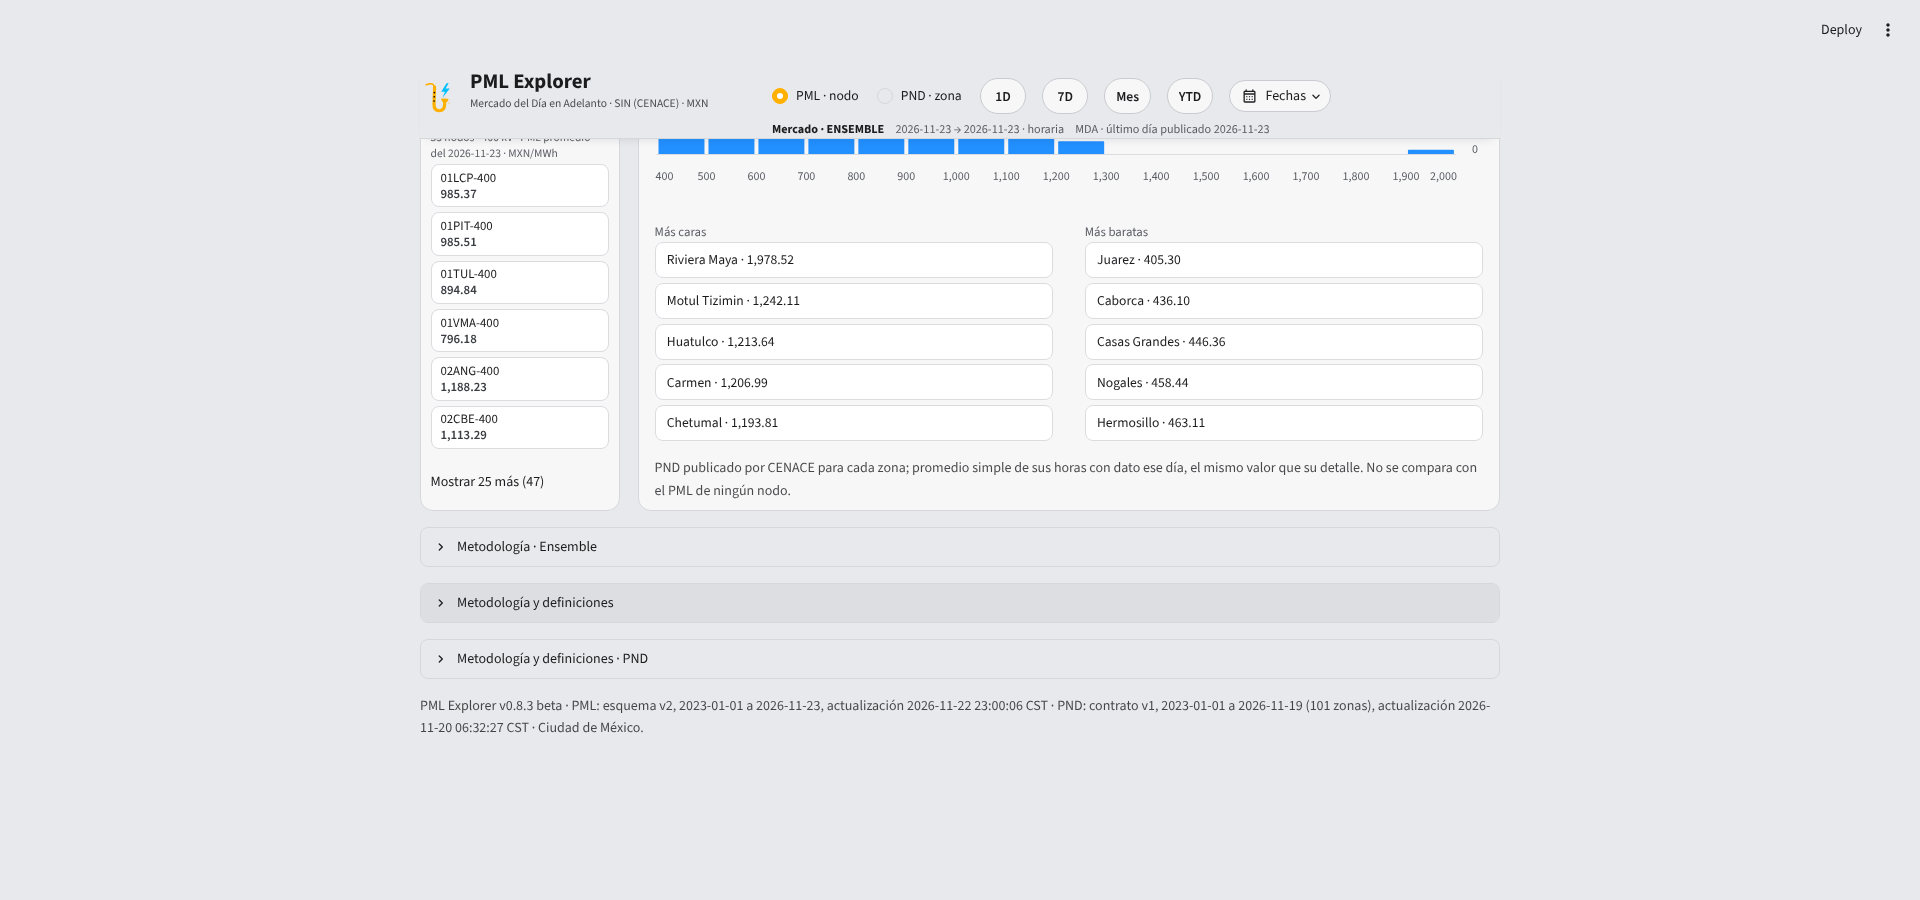 Deploy
PML Explorer
Mercado del Día en Adelanto · SIN (CENACE) · MXN
PML · nodo
PND · zona
1D
7D
Mes
YTD
Fechas
Mercado · ENSEMBLE 2026-11-23 → 2026-11-23 · horaria MDA · último día publicado 2026-11-23
del 2026-11-23 · MXN/MWh
01LCP-400
985.37
01PIT-400
985.51
01TUL-400
894.84
01VMA-400
796.18
02ANG-400
1,188.23
02CBE-400
1,113.29
Mostrar 25 más (47)
0
400 500 600 700 800 900 1,000 1,100 1,200 1,300 1,400 1,500 1,600 1,700 1,800 1,900 2,000
Más caras
Riviera Maya · 1,978.52
Motul Tizimin · 1,242.11
Huatulco · 1,213.64
Carmen · 1,206.99
Chetumal · 1,193.81
Más baratas
Juarez · 405.30
Caborca · 436.10
Casas Grandes · 446.36
Nogales · 458.44
Hermosillo · 463.11
PND publicado por CENACE para cada zona; promedio simple de sus horas con dato ese día, el mismo valor que su detalle. No se compara con
el PML de ningún nodo.
Metodología · Ensemble
Metodología y definiciones
Metodología y definiciones · PND
PML Explorer v0.8.3 beta · PML: esquema v2, 2023-01-01 a 2026-11-23, actualización 2026-11-22 23:00:06 CST · PND: contrato v1, 2023-01-01 a 2026-11-19 (101 zonas), actualización 2026-
11-20 06:32:27 CST · Ciudad de México.